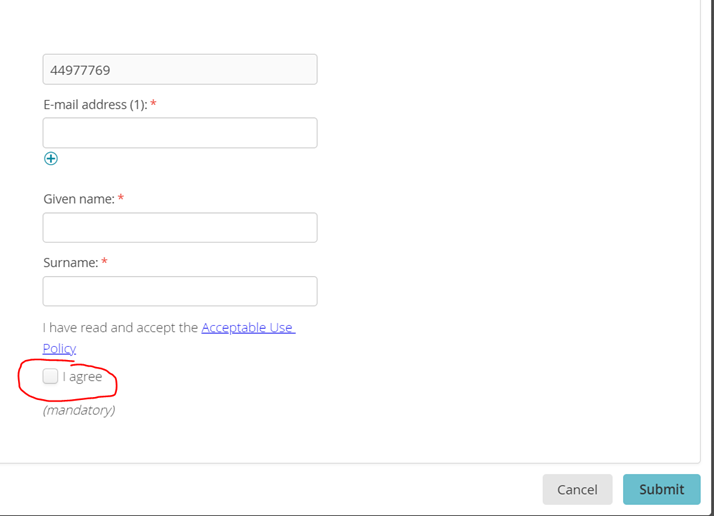 44977769
E-mail address (1): *
Given name: *
Surname: *
I have read and accept the Acceptable Use
Policy
I agree
(mandatory)
Cancel
Submit